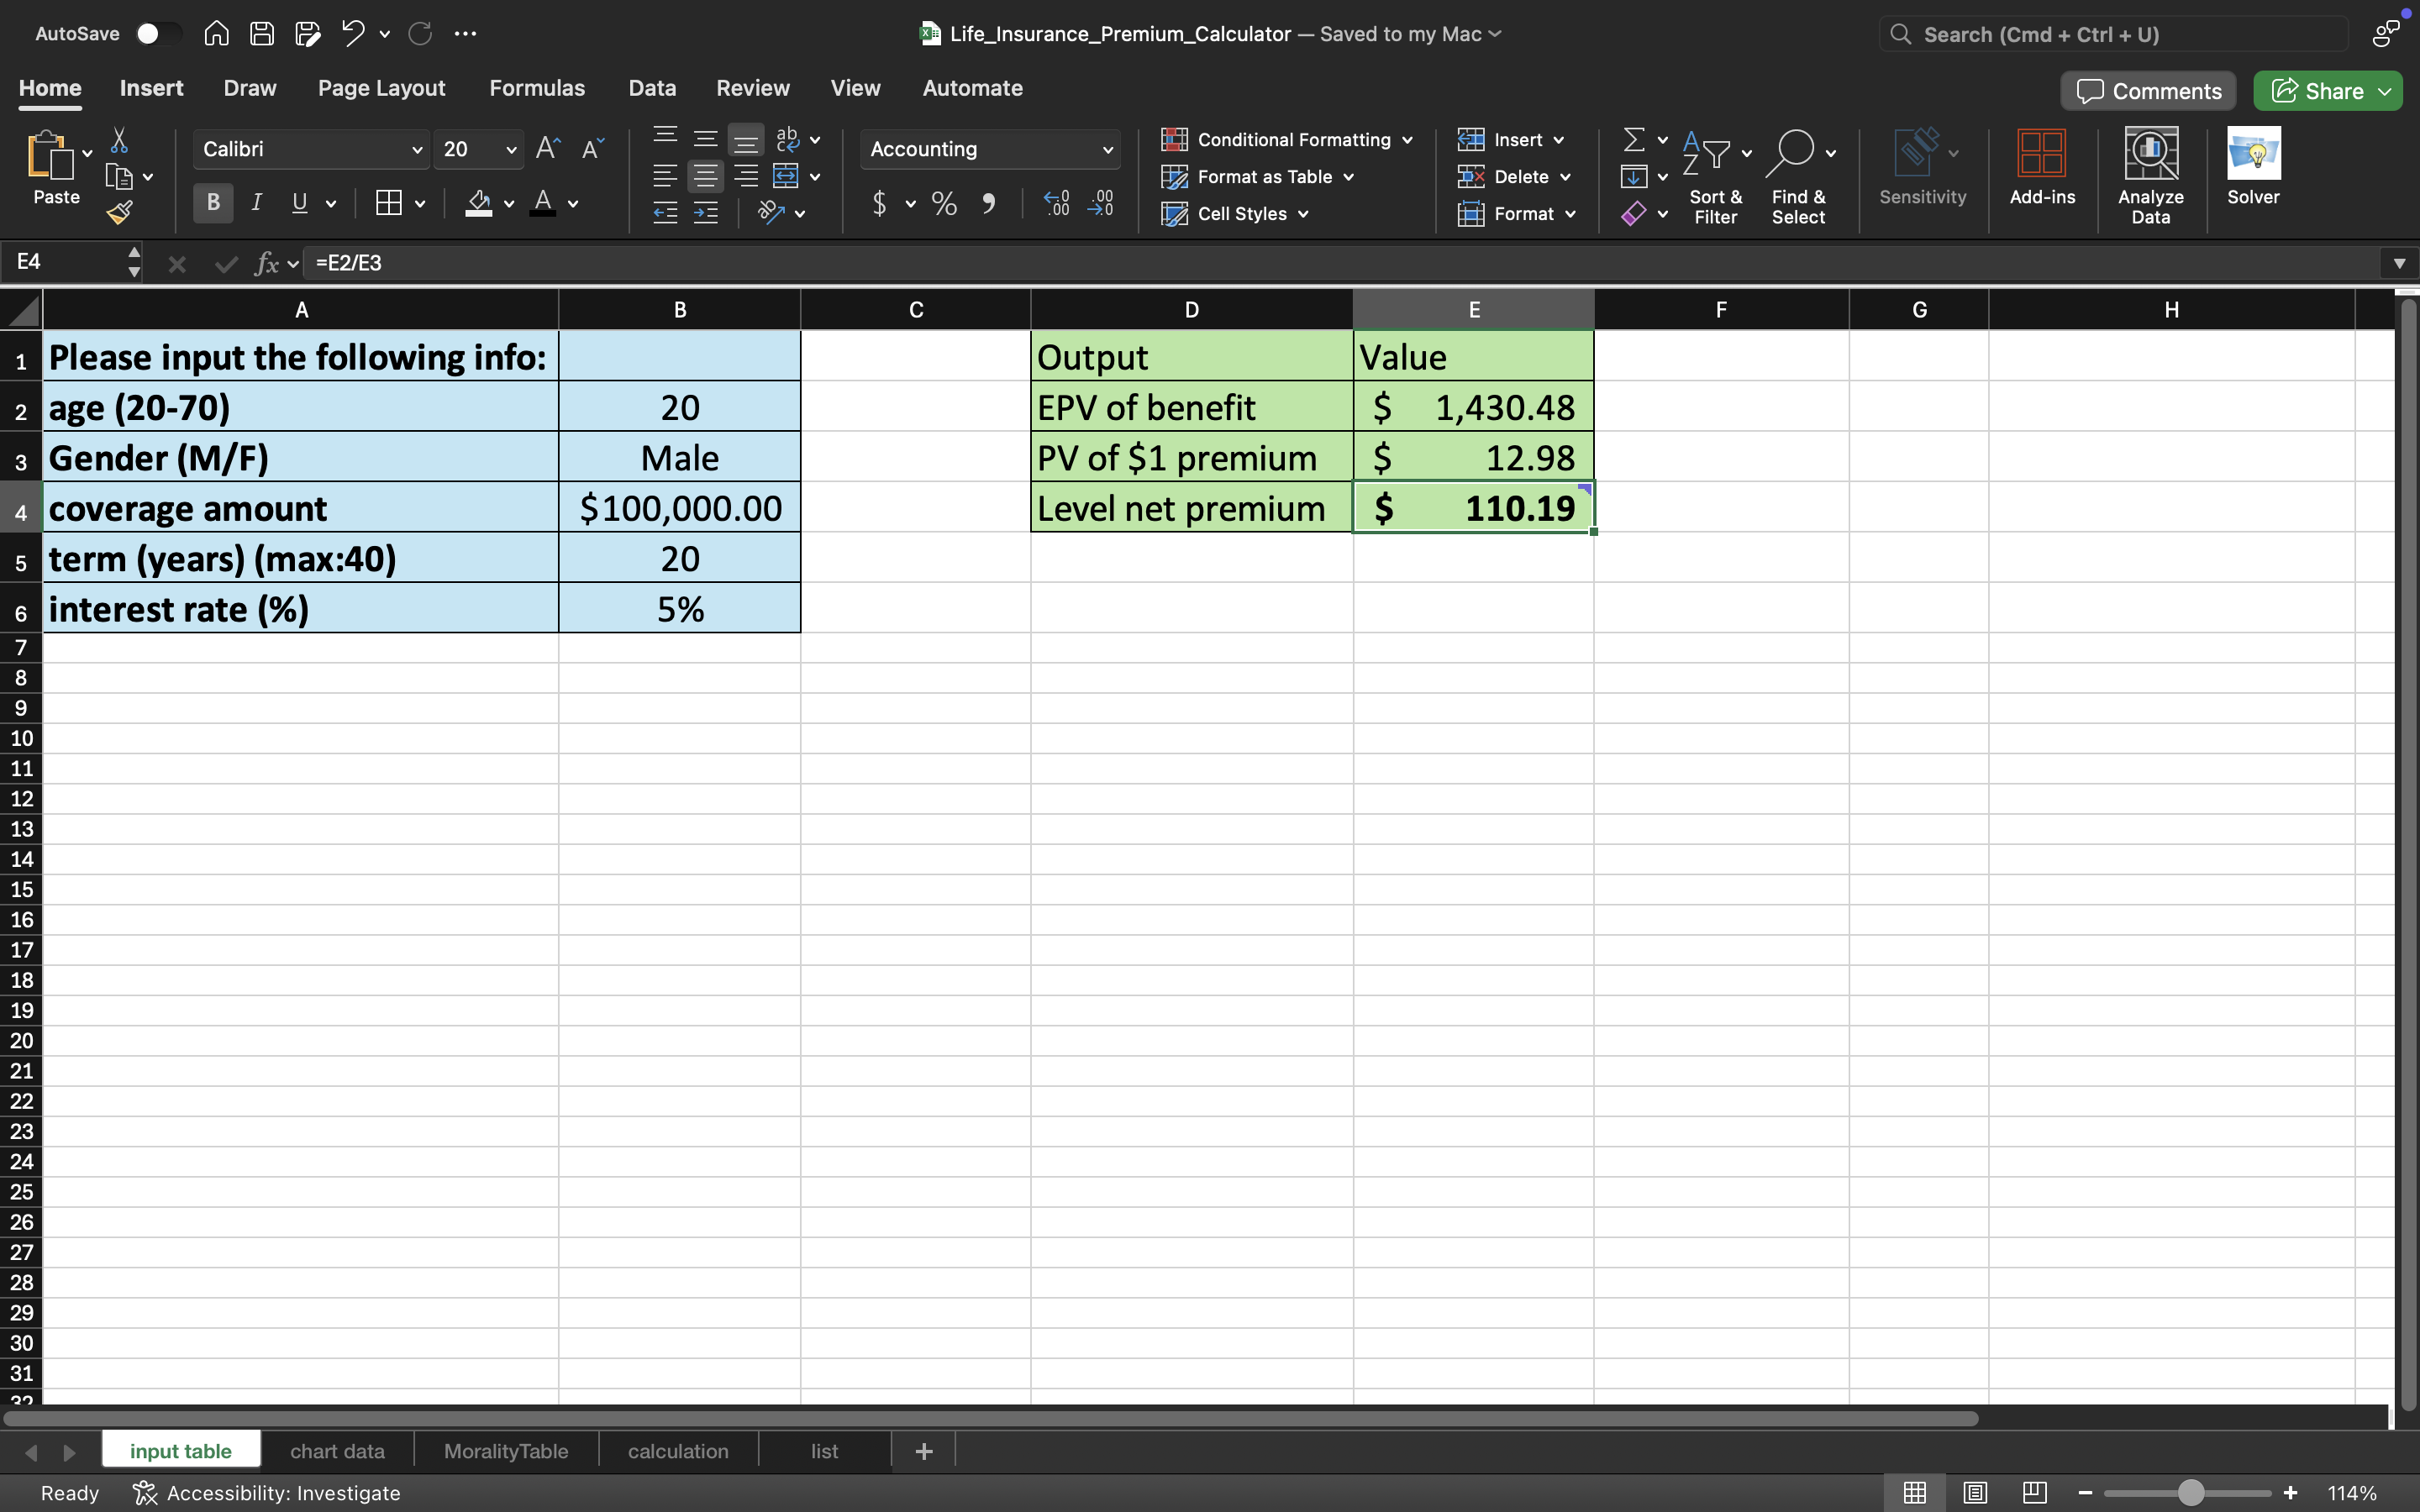 AutoSave
Life_Insurance_Premium_Calculator — Saved to my Mac
Search (Cmd + Ctrl + U)
Home Insert Draw Page Layout Formulas Data Review View Automate
Comments Share
Paste
Calibri 20
B I U
ab
Accounting
$ % 9
Conditional Formatting
Format as Table
Cell Styles
Insert
Delete
Format
Sort & Filter
Find & Select
Sensitivity
Add-ins
Analyze Data
Solver
E4 fx =E2/E3
A B C D E F G H
1 Please input the following info: Output Value
2 age (20-70) 20 EPV of benefit $ 1,430.48
3 Gender (M/F) Male PV of $1 premium $ 12.98
4 coverage amount $100,000.00 Level net premium $ 110.19
5 term (years) (max:40) 20
6 interest rate (%) 5%
7
8
9
10
11
12
13
14
15
16
17
18
19
20
21
22
23
24
25
26
27
28
29
30
31
32
input table chart data MoralityTable calculation list +
Ready Accessibility: Investigate 114%